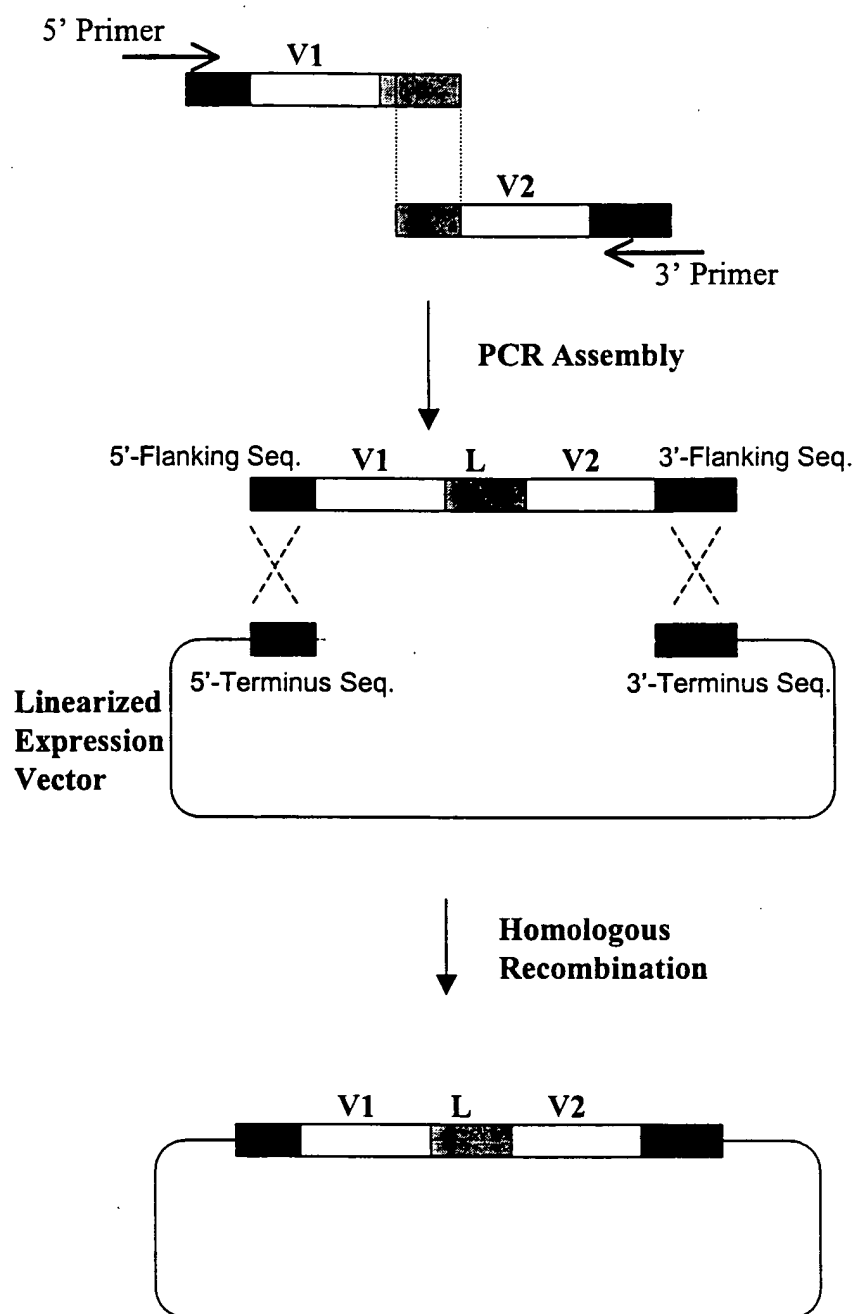 5' Primer
V1
V2
3' Primer
PCR Assembly
5'-Flanking Seq.
V1
L
V2
3'-Flanking Seq.
5'-Terminus Seq.
3'-Terminus Seq.
Linearized
Expression
Vector
Homologous
Recombination
V1
L
V2